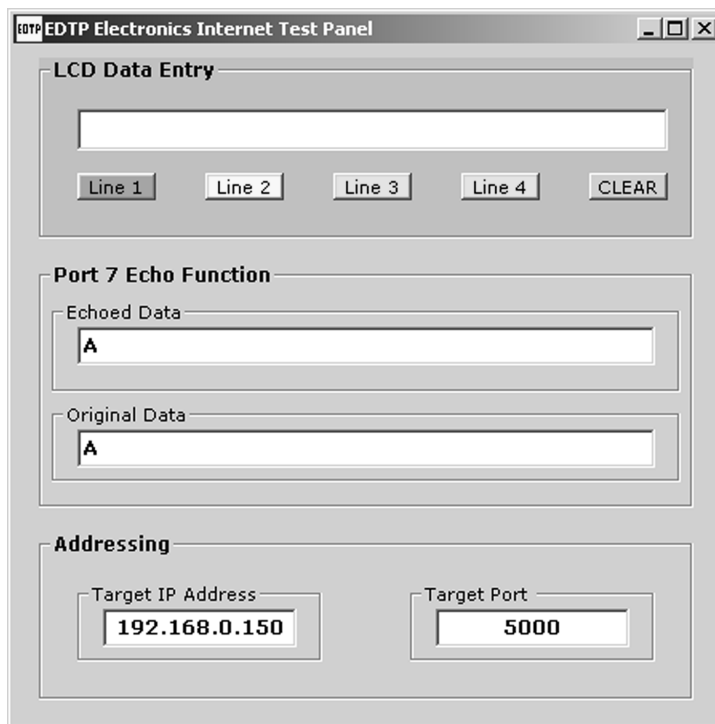 EDTP EDTP Electronics Internet Test Panel
LCD Data Entry
Line 1 Line 2 Line 3 Line 4 CLEAR
Port 7 Echo Function
Echoed Data
A
Original Data
A
Addressing
Target IP Address Target Port
192.168.0.150 5000